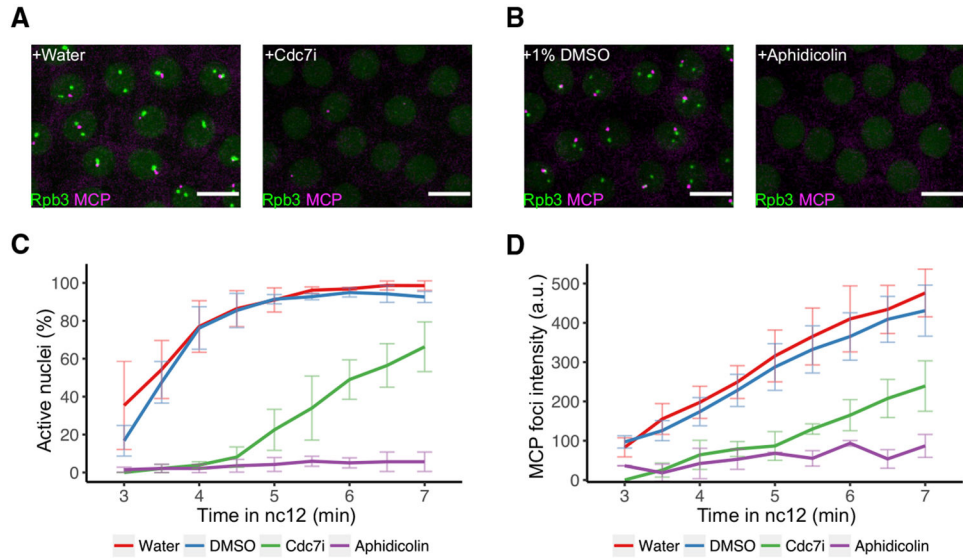 A
B
+Water
+Cdc7i
+1% DMSO
+Aphidicolin
Rpb3 MCP
Rpb3 MCP
Rpb3 MCP
Rpb3 MCP
C
D
Active nuclei (%)
100
80
60
40
20
0
3 4 5 6 7
Time in nc12 (min)
Water DMSO Cdc7i Aphidicolin
MCP foci intensity (a.u.)
500
400
300
200
100
0
3 4 5 6 7
Time in nc12 (min)
Water DMSO Cdc7i Aphidicolin